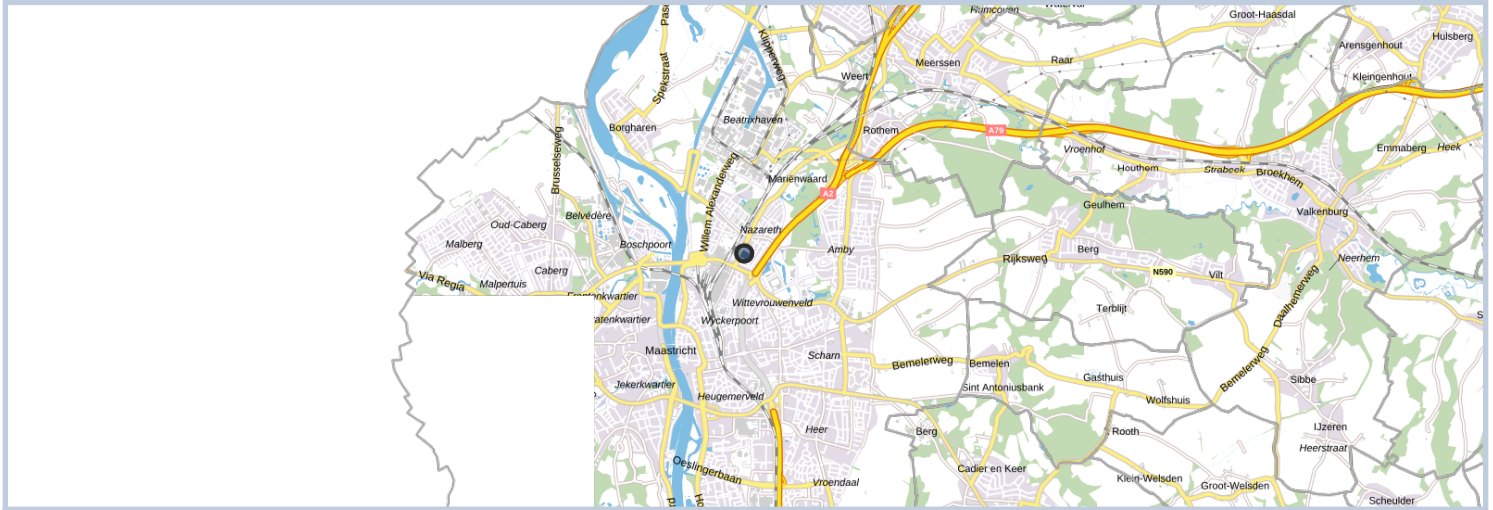 Groot-Haasdal
Hulsberg
Arensgenhout
Klipperweg
Spekstraat
Meerssen
Raar
Weert
Kleingenhout
Beatrixhaven
Borgharen
Rothem
A79
Brusselseweg
Vroenhof
Emmaberg
Heek
Houthem
Strabeek
Broekhem
Willem Alexanderweg
Mariënwaard
A2
Geulhem
Valkenburg
Belvédère
Oud-Caberg
Nazareth
Malberg
Boschpoort
Amby
Berg
Rijksweg
Neerhem
Caberg
N590
Vilt
Via Regia
Malpertuis
Frontenkwartier
Wittevrouwenveld
Terblijt
Daalhemerweg
atenkwartier
Wyckerpoort
Maastricht
Scharn
Bemelerweg
Bemelen
Bemelerweg
Gasthuis
Sibbe
Jekerkwartier
Sint Antoniusbank
Heugemerveld
Wolfshuis
Heer
Berg
Rooth
IJzeren
Heerstraat
Oeslingerbaan
Cadier en Keer
Vroendaal
Klein-Welsden
Groot-Welsden
Scheulder